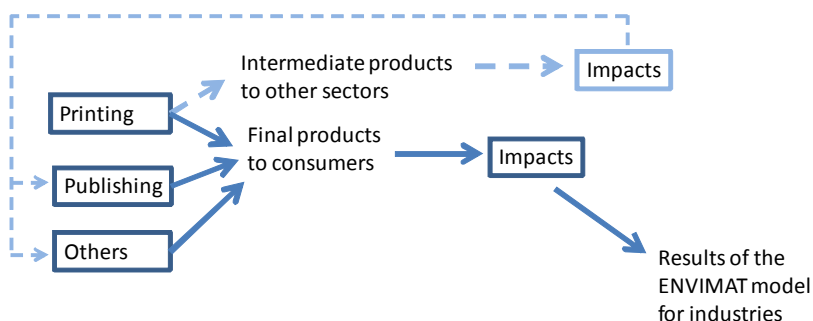 Intermediate products
to other sectors
Impacts
Printing
Final products
to consumers
Impacts
Publishing
Others
Results of the
ENVIMAT model
for industries